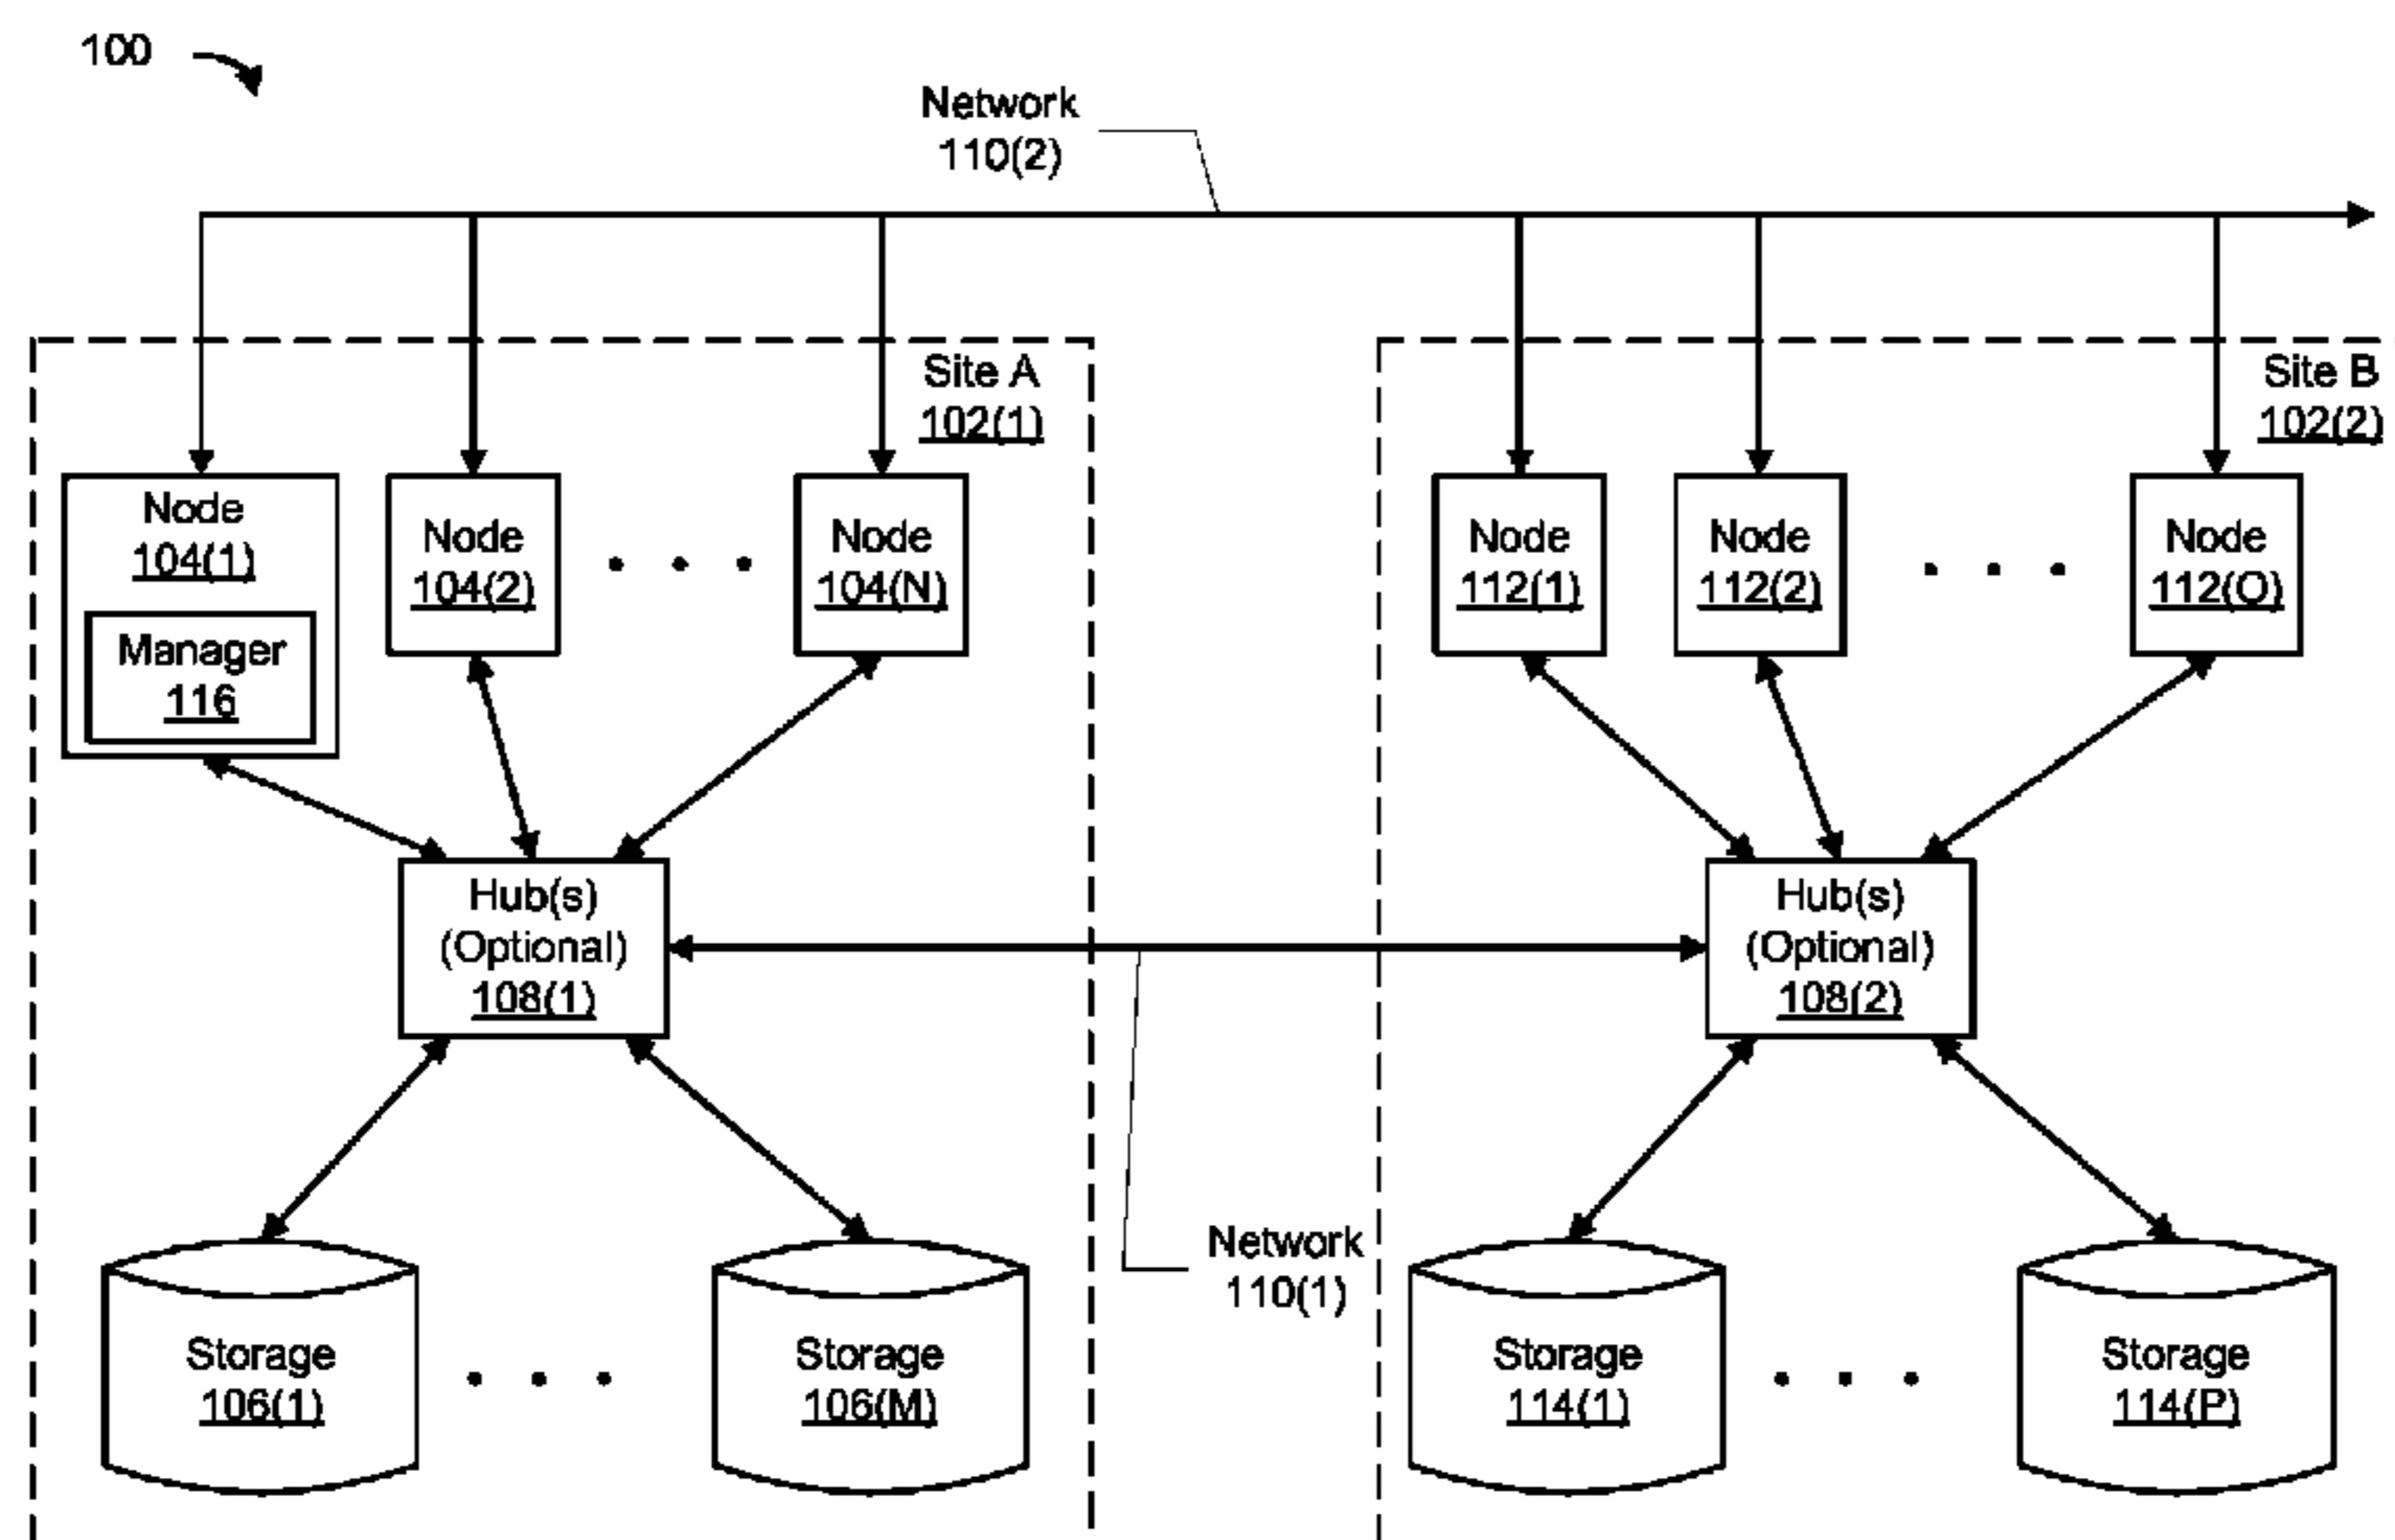 100
Network
110(2)
Site A
102(1)
Site B
102(2)
Node
104(1)
Manager
116
Node
104(2)
Node
104(N)
Node
112(1)
Node
112(2)
Node
112(O)
Hub(s)
(Optional)
108(1)
Hub(s)
(Optional)
108(2)
Network
110(1)
Storage
106(1)
Storage
106(M)
Storage
114(1)
Storage
114(P)